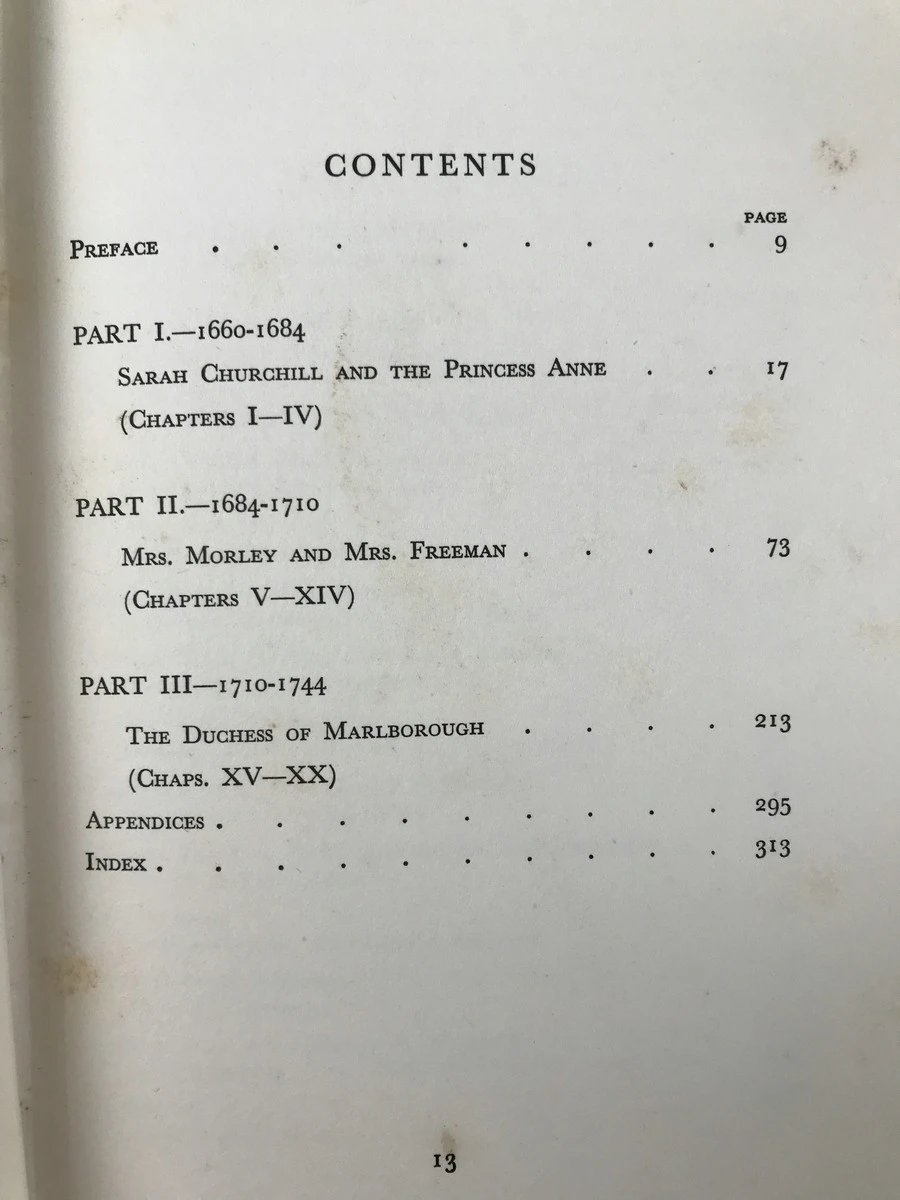 CONTENTS
PAGE
PREFACE . . . . . . . . 9
PART I.—1660-1684
SARAH CHURCHILL AND THE PRINCESS ANNE . . 17
(CHAPTERS I—IV)
PART II.—1684-1710
MRS. MORLEY AND MRS. FREEMAN . . . . 73
(CHAPTERS V—XIV)
PART III—1710-1744
THE DUCHESS OF MARLBOROUGH . . . . 213
(CHAPS. XV—XX)
APPENDICES . . . . . . . . . 295
INDEX . . . . . . . . . . 313
13